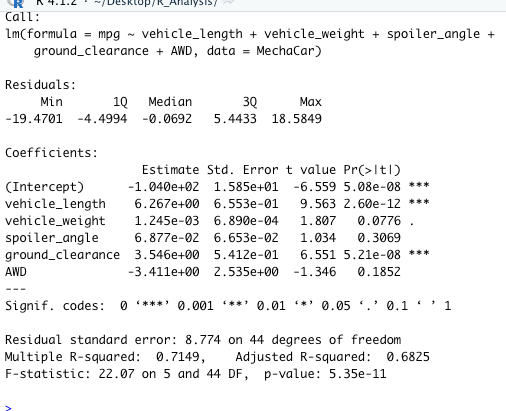 R 4.1.2 · ~/Desktop/R_Analysis/
Call:
lm(formula = mpg ~ vehicle_length + vehicle_weight + spoiler_angle +
    ground_clearance + AWD, data = MechaCar)

Residuals:
     Min       1Q   Median       3Q      Max
-19.4701  -4.4994  -0.0692   5.4433  18.5849

Coefficients:
                   Estimate Std. Error t value Pr(>|t|)
(Intercept)      -1.040e+02  1.585e+01  -6.559 5.08e-08 ***
vehicle_length    6.267e+00  6.553e-01   9.563 2.60e-12 ***
vehicle_weight    1.245e-03  6.890e-04   1.807   0.0776 .
spoiler_angle     6.877e-02  6.653e-02   1.034   0.3069
ground_clearance  3.546e+00  5.412e-01   6.551 5.21e-08 ***
AWD              -3.411e+00  2.535e+00  -1.346   0.1852
---
Signif. codes:  0 ‘***’ 0.001 ‘**’ 0.01 ‘*’ 0.05 ‘.’ 0.1 ‘ ’ 1

Residual standard error: 8.774 on 44 degrees of freedom
Multiple R-squared:  0.7149,    Adjusted R-squared:  0.6825
F-statistic: 22.07 on 5 and 44 DF,  p-value: 5.35e-11

>